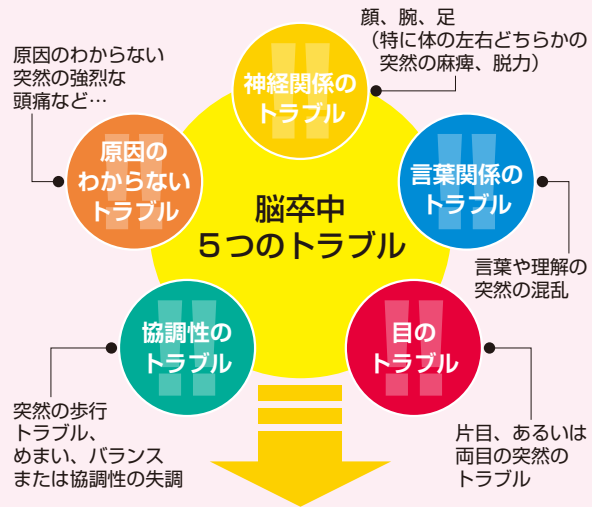 脳卒中
5つのトラブル
神経関係の
トラブル
顔、腕、足
（特に体の左右どちらかの
突然の麻痺、脱力）
言葉関係の
トラブル
言葉や理解の
突然の混乱
目の
トラブル
片目、あるいは
両目の突然の
トラブル
協調性の
トラブル
突然の歩行
トラブル、
めまい、バランス
または協調性の失調
原因の
わからない
トラブル
原因のわからない
突然の強烈な
頭痛など…